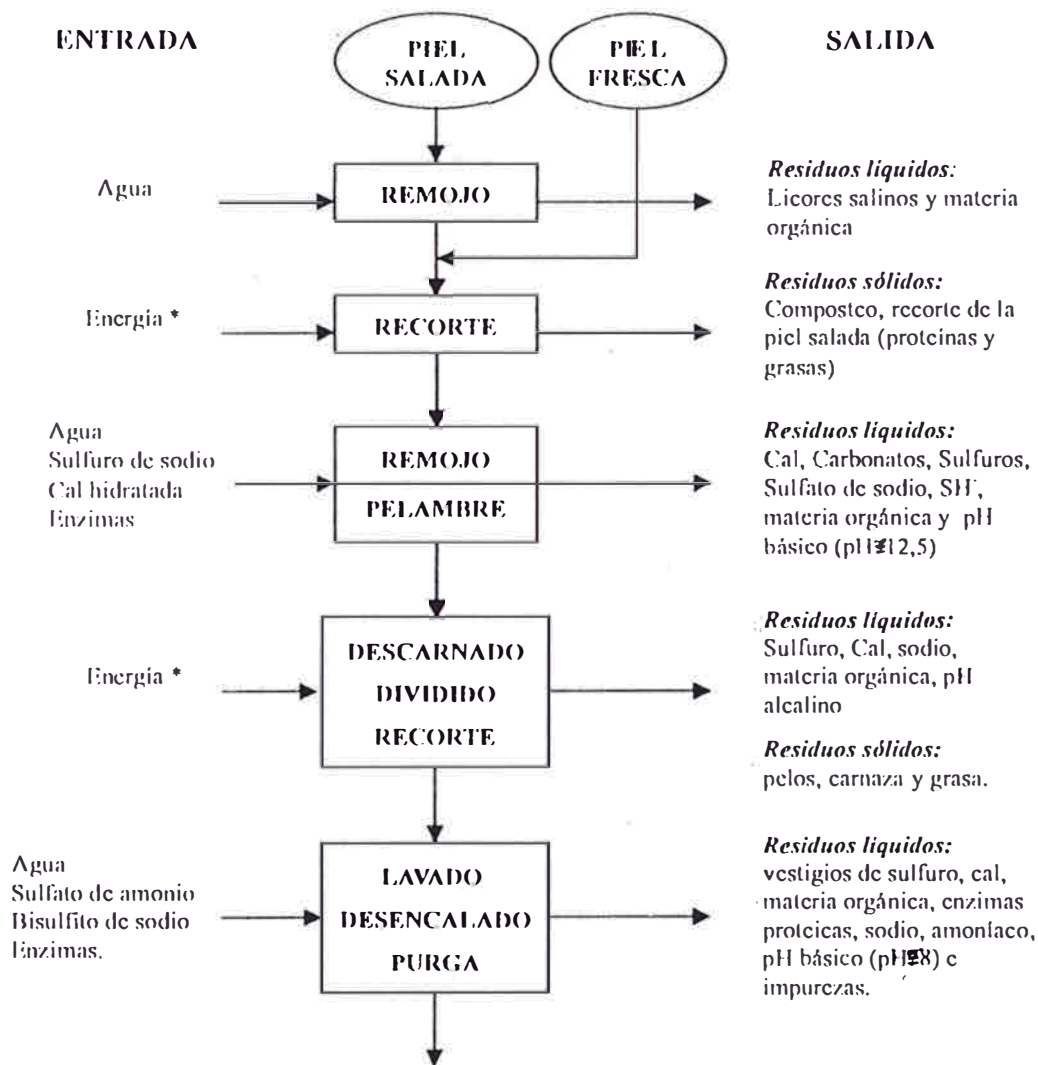 ENTRADA
PIEL
SALADA
PIEL
FRESCA
SALIDA
Agua
REMOJO
Residuos líquidos:
Licores salinos y materia
orgánica
Energía *
RECORTE
Residuos sólidos:
Composteo, recorte de la
piel salada (proteinas y
grasas)
Agua
Sulfuro de sodio
Cal hidratada
Enzimas
REMOJO
PELAMBRE
Residuos líquidos:
Cal, Carbonatos, Sulfuros,
Sulfato de sodio, SH⁻,
materia orgánica y pH
básico
Energía *
DESCARNADO
DIVIDIDO
RECORTE
Residuos líquidos:
Sulfuro, Cal, sodio,
materia orgánica, pH
alcalino
Residuos sólidos:
pelos, carnaza y grasa.
Agua
Sulfato de amonio
Bisulfito de sodio
Enzimas.
LAVADO
DESENCALADO
PURGA
Residuos líquidos:
vestigios de sulfuro, cal,
materia orgánica, enzimas
proteicas, sodio, amoníaco,
pH básico e
impurezas.